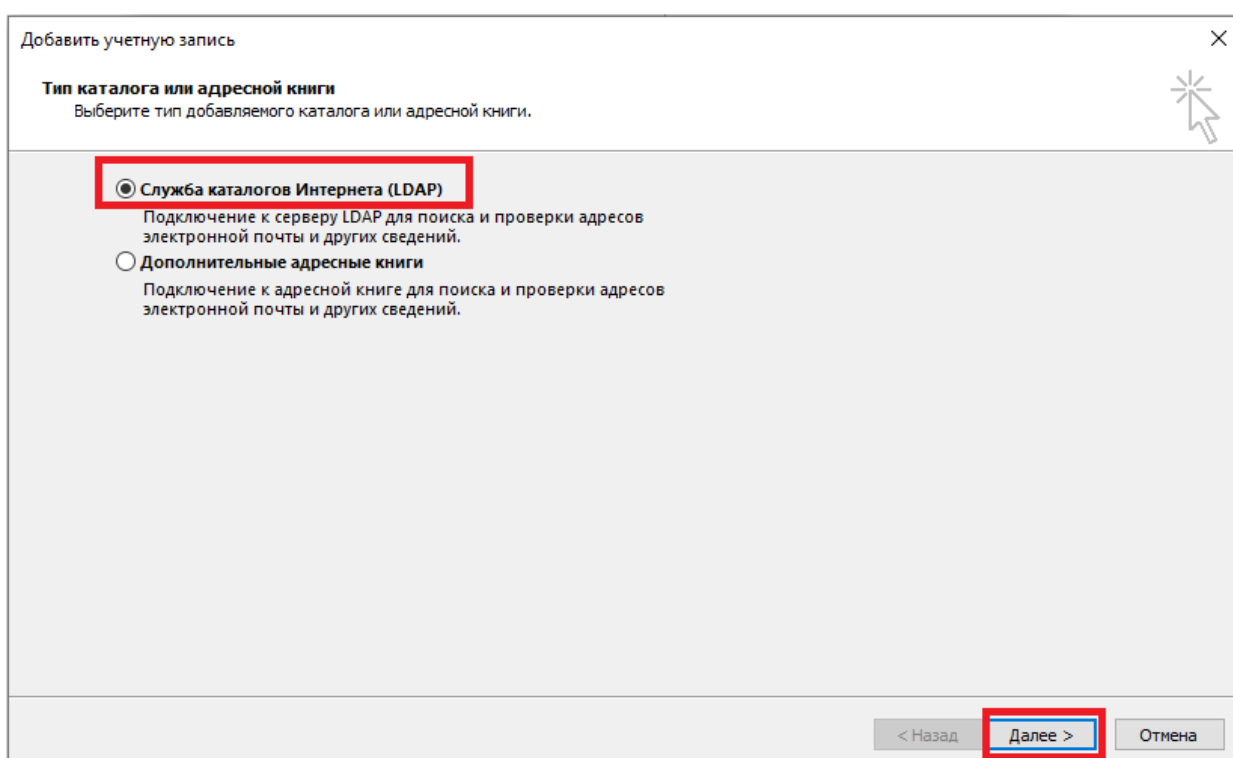 Добавить учетную запись
Тип каталога или адресной книги
Выберите тип добавляемого каталога или адресной книги.
Служба каталогов Интернета (LDAP)
Подключение к серверу LDAP для поиска и проверки адресов
электронной почты и других сведений.
Дополнительные адресные книги
Подключение к адресной книге для поиска и проверки адресов
электронной почты и других сведений.
< Назад
Далее >
Отмена